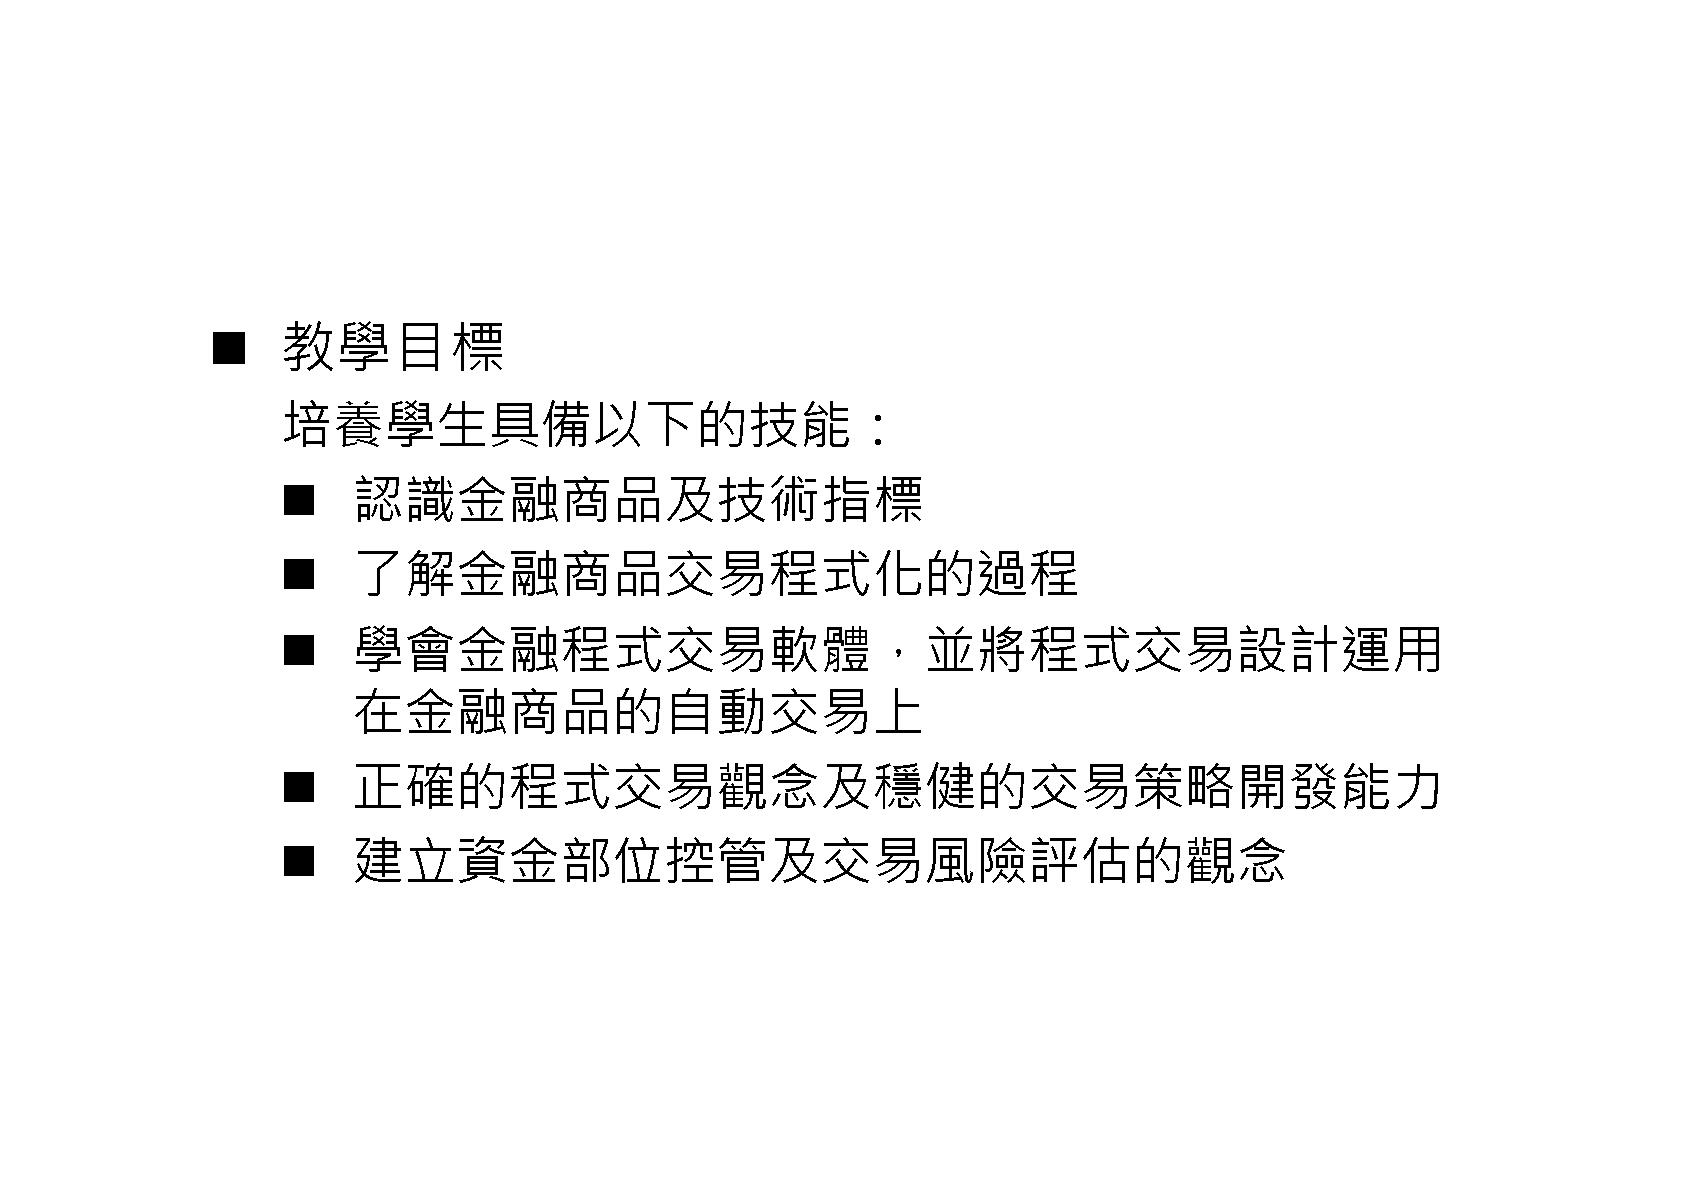 ■ 教學目標
培養學生具備以下的技能：
■ 認識金融商品及技術指標
■ 了解金融商品交易程式化的過程
■ 學會金融程式交易軟體，並將程式交易設計運用
在金融商品的自動交易上
■ 正確的程式交易觀念及穩健的交易策略開發能力
■ 建立資金部位控管及交易風險評估的觀念